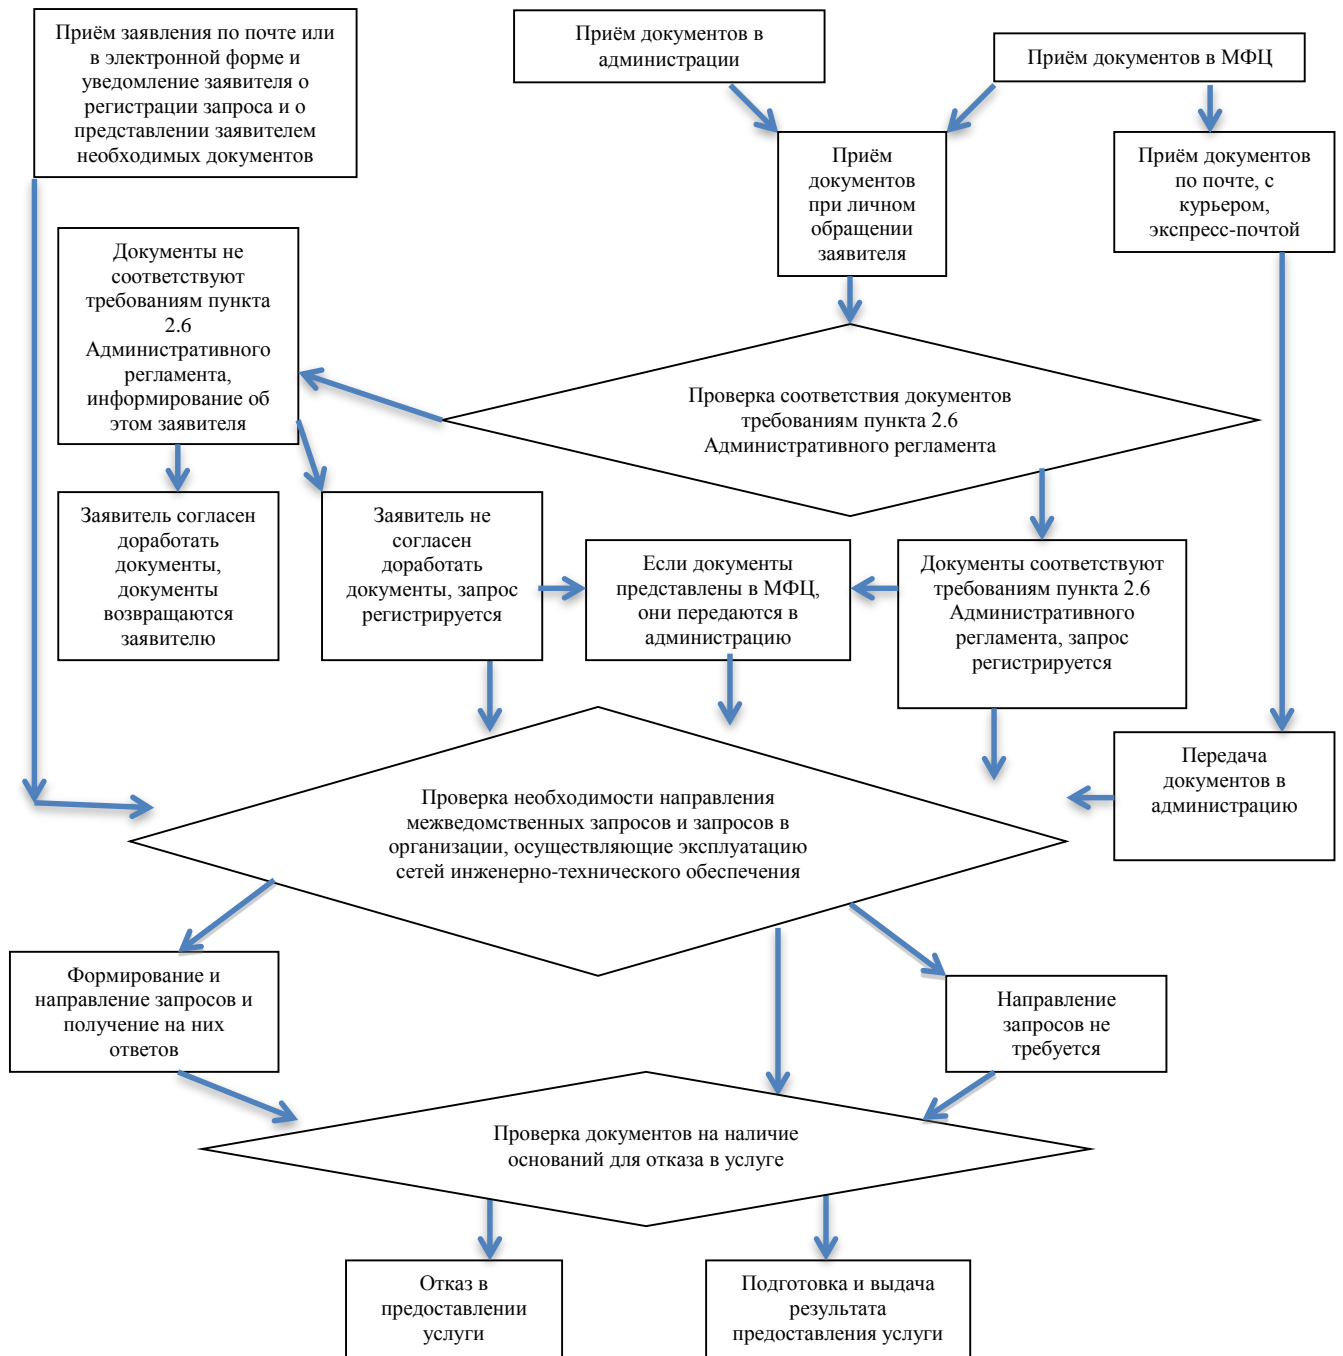 Приём заявления по почте или
в электронной форме и
уведомление заявителя о
регистрации запроса и о
представлении заявителем
необходимых документов
Приём документов в
администрации
Приём документов в МФЦ
Приём
документов
при личном
обращении
заявителя
Приём документов
по почте, с
курьером,
экспресс-почтой
Документы не
соответствуют
требованиям пункта
2.6
Административного
регламента,
информирование об
этом заявителя
Проверка соответствия документов
требованиям пункта 2.6
Административного регламента
Заявитель согласен
доработать
документы,
документы
возвращаются
заявителю
Заявитель не
согласен
доработать
документы, запрос
регистрируется
Если документы
представлены в МФЦ,
они передаются в
администрацию
Документы соответствуют
требованиям пункта 2.6
Административного
регламента, запрос
регистрируется
Передача
документов в
администрацию
Проверка необходимости направления
межведомственных запросов и запросов в
организации, осуществляющие эксплуатацию
сетей инженерно-технического обеспечения
Формирование и
направление запросов и
получение на них
ответов
Направление
запросов не
требуется
Проверка документов на наличие
оснований для отказа в услуге
Отказ в
предоставлении
услуги
Подготовка и выдача
результата
предоставления услуги